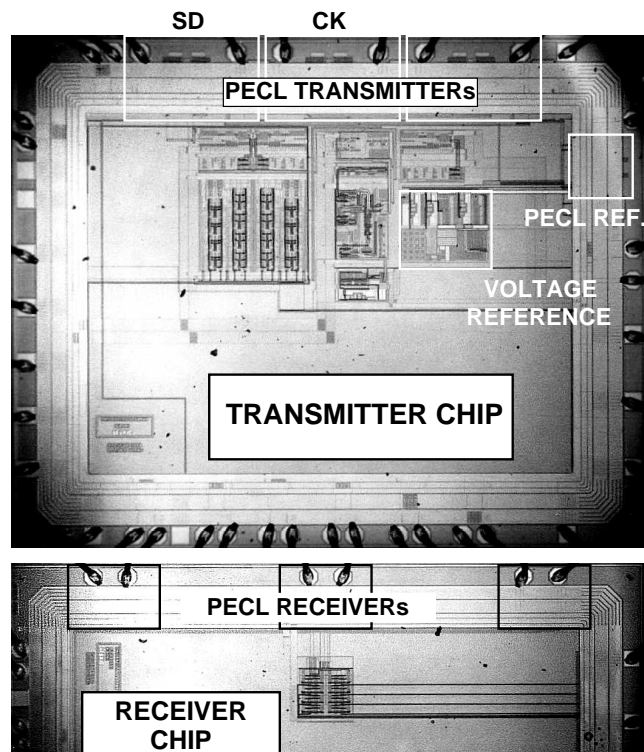 SD CK
PECL TRANSMITTERs
PECL REF.
VOLTAGE
REFERENCE
TRANSMITTER CHIP
PECL RECEIVERs
RECEIVER
CHIP